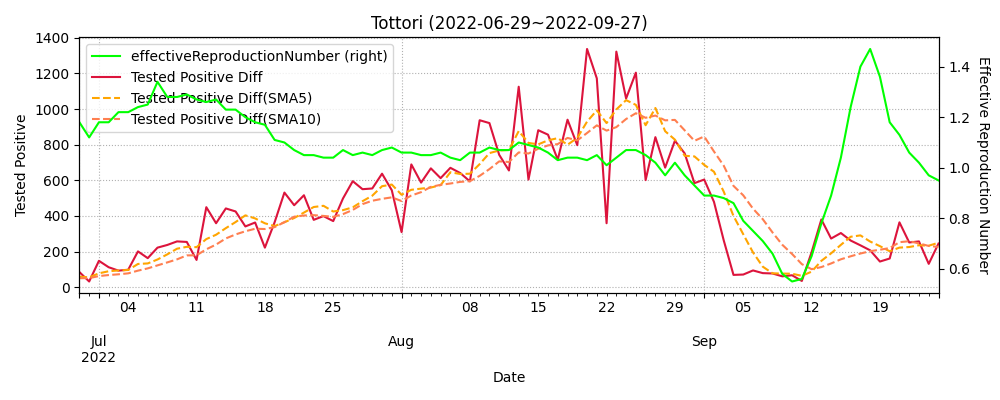 Tottori (2022-06-29~2022-09-27)
effectiveReproductionNumber (right)
Tested Positive Diff
Tested Positive Diff(SMA5)
Tested Positive Diff(SMA10)
Tested Positive
1400
1200
1000
800
600
400
200
0
Effective Reproduction Number
1.4
1.2
1.0
0.8
0.6
04 11 18 25 08 15 22 29 05 12 19
Jul Aug Sep
2022
Date